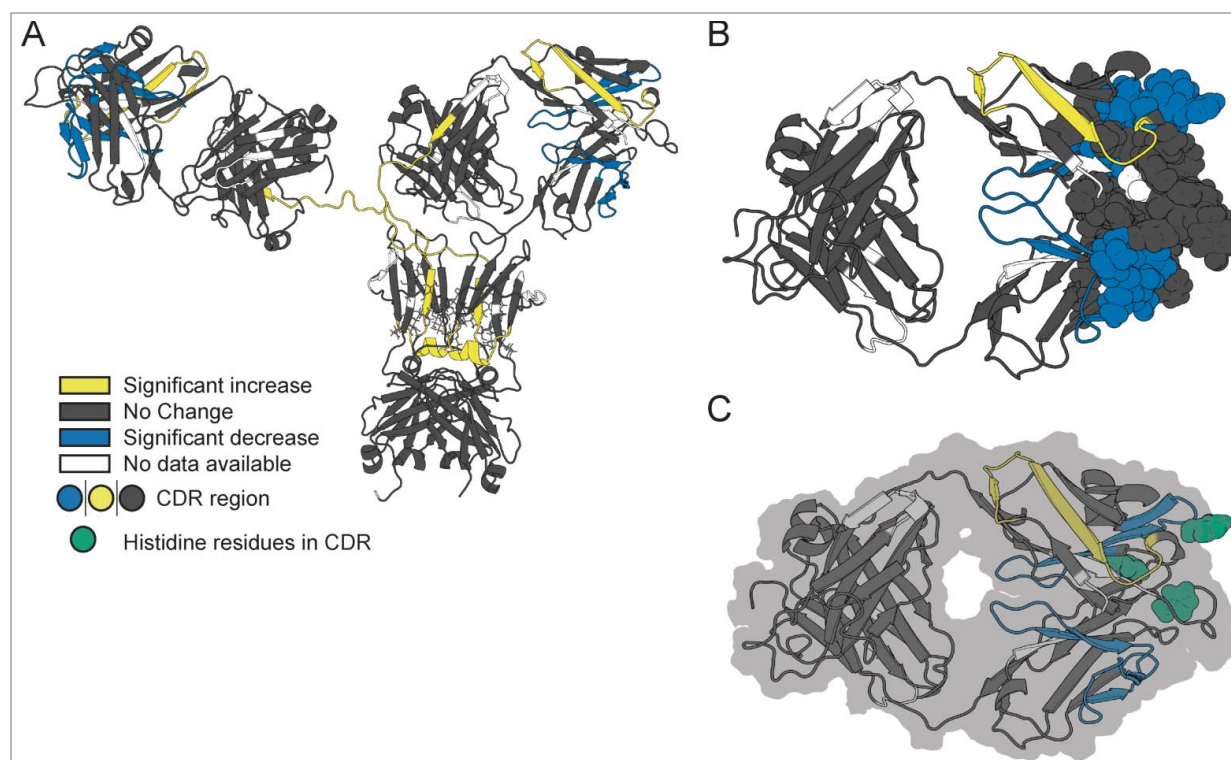 A
B
Significant increase
No Change
Significant decrease
No data available
CDR region
Histidine residues in CDR
C